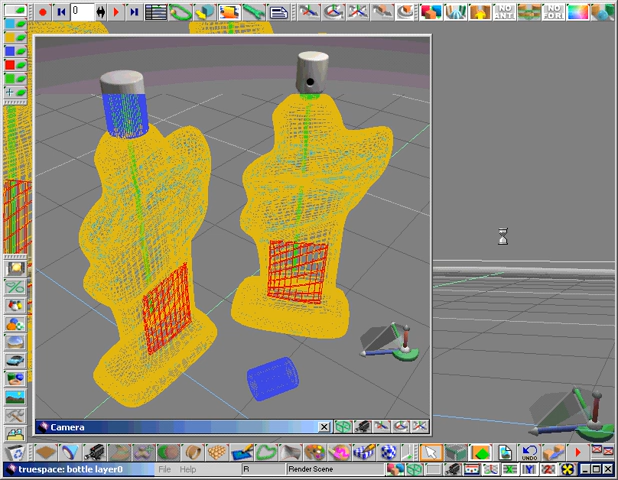 0
NO
ANT
NO
FOR
Camera
UNDO
truespace: bottle layer0
File Help
R
Render Scene